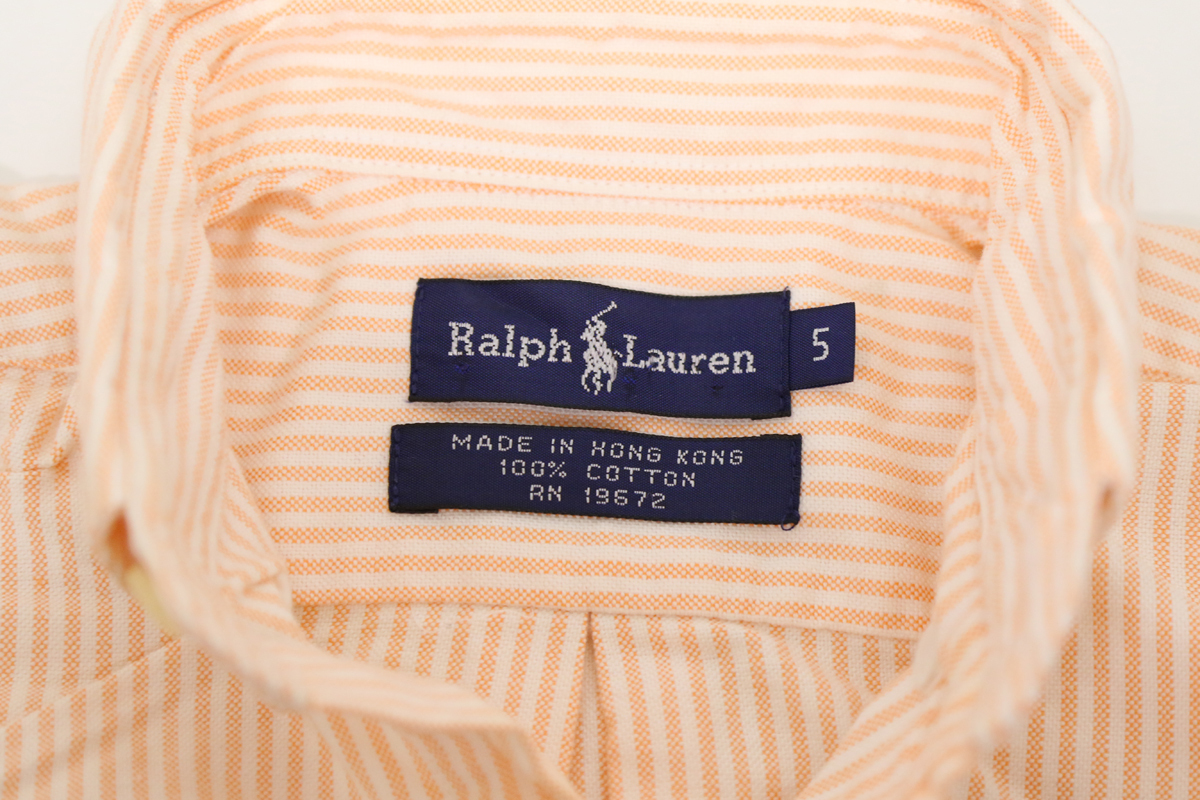 Ralph Lauren
5
MADE IN HONG KONG
100% COTTON
RN 19672